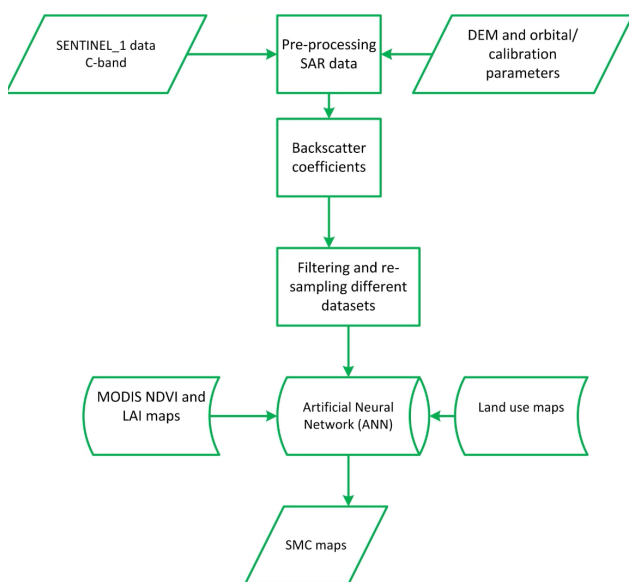 SENTINEL_1 data
C-band
Pre-processing
SAR data
DEM and orbital/
calibration
parameters
Backscatter
coefficients
Filtering and re-
sampling different
datasets
MODIS NDVI and
LAI maps
Artificial Neural
Network (ANN)
Land use maps
SMC maps